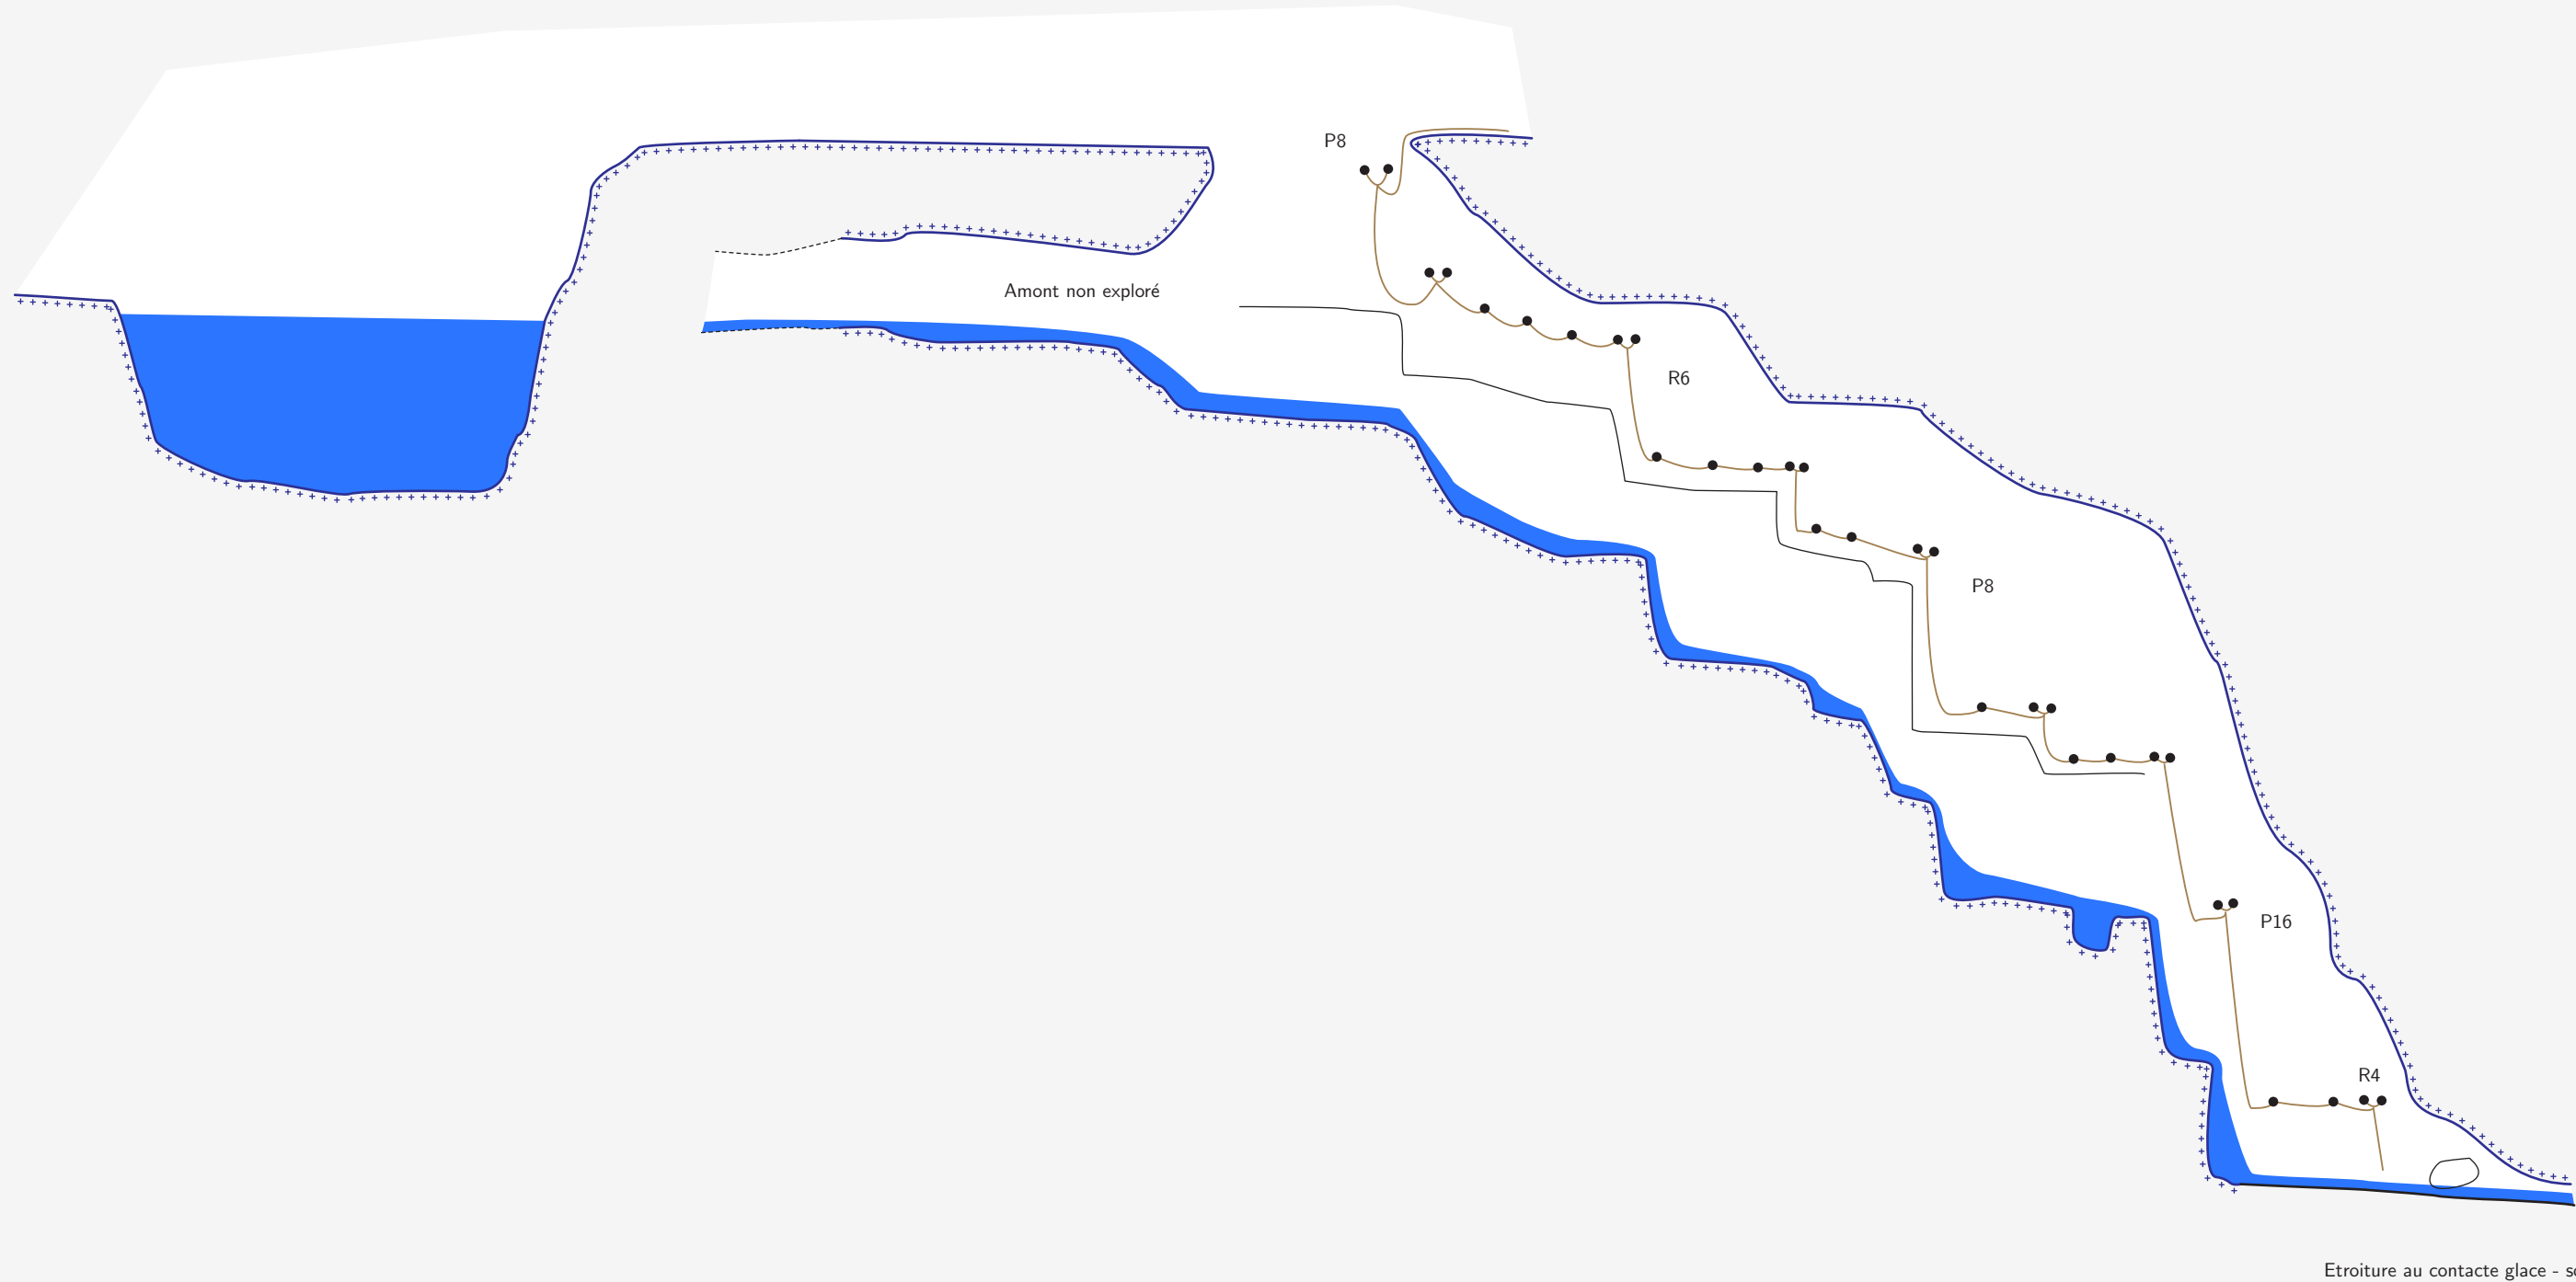 P8
Amont non exploré
R6
P8
P16
R4
Etroiture au contacte glace -